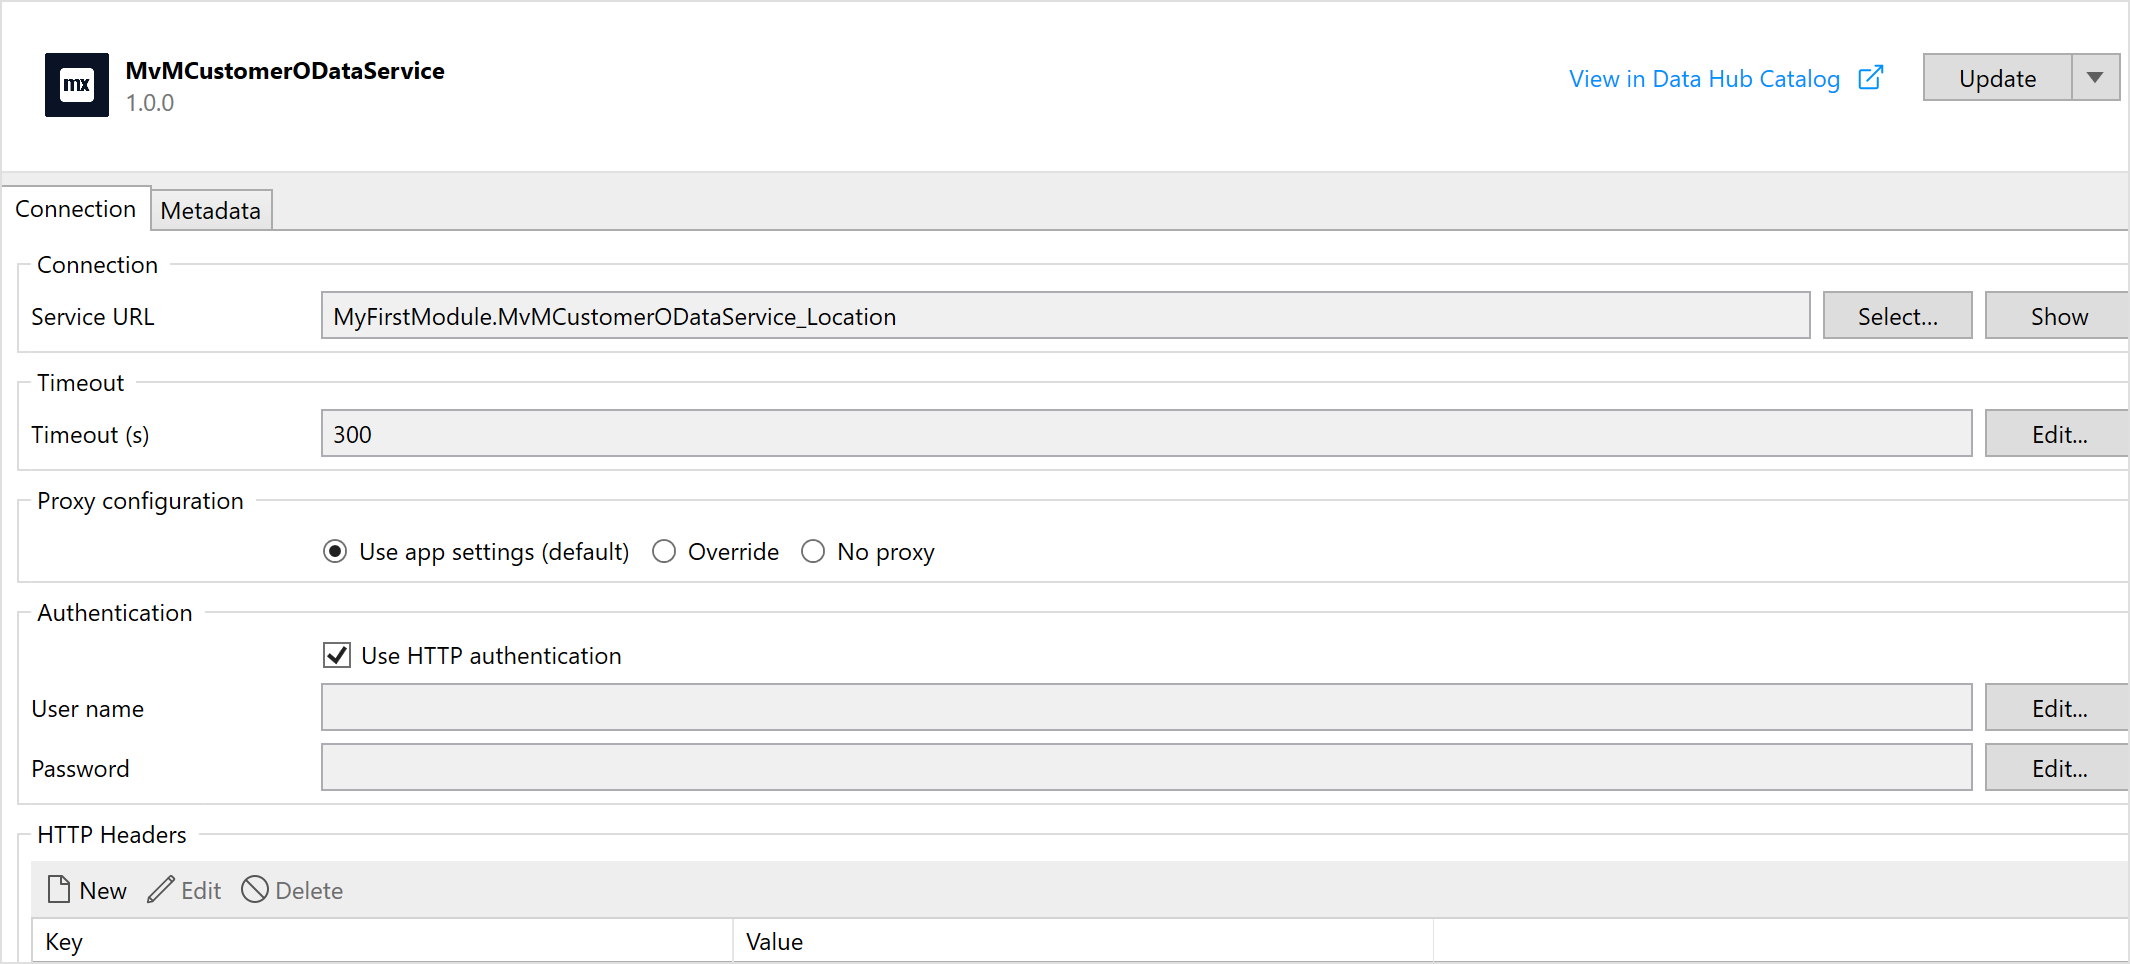 mx
MvMCustomerODataService
1.0.0
View in Data Hub Catalog
Update
Connection
Metadata
Connection
Service URL
MyFirstModule.MvMCustomerODataService_Location
Select...
Show
Timeout
Timeout (s)
300
Edit...
Proxy configuration
Use app settings (default)
Override
No proxy
Authentication
Use HTTP authentication
User name
Edit...
Password
Edit...
HTTP Headers
New
Edit
Delete
Key
Value